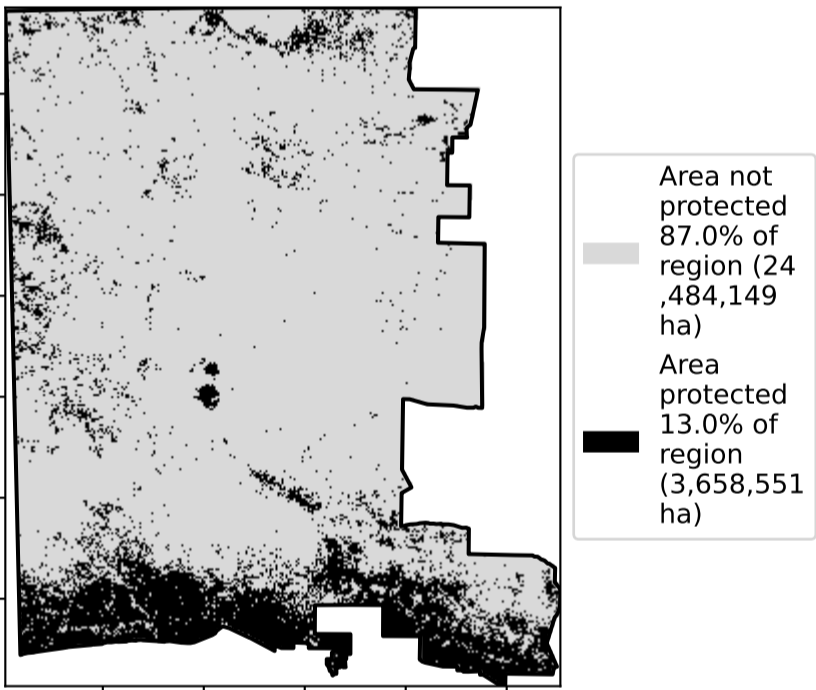 Area not
protected
87.0% of
region (24
,484,149
ha)
Area
protected
13.0% of
region
(3,658,551
ha)